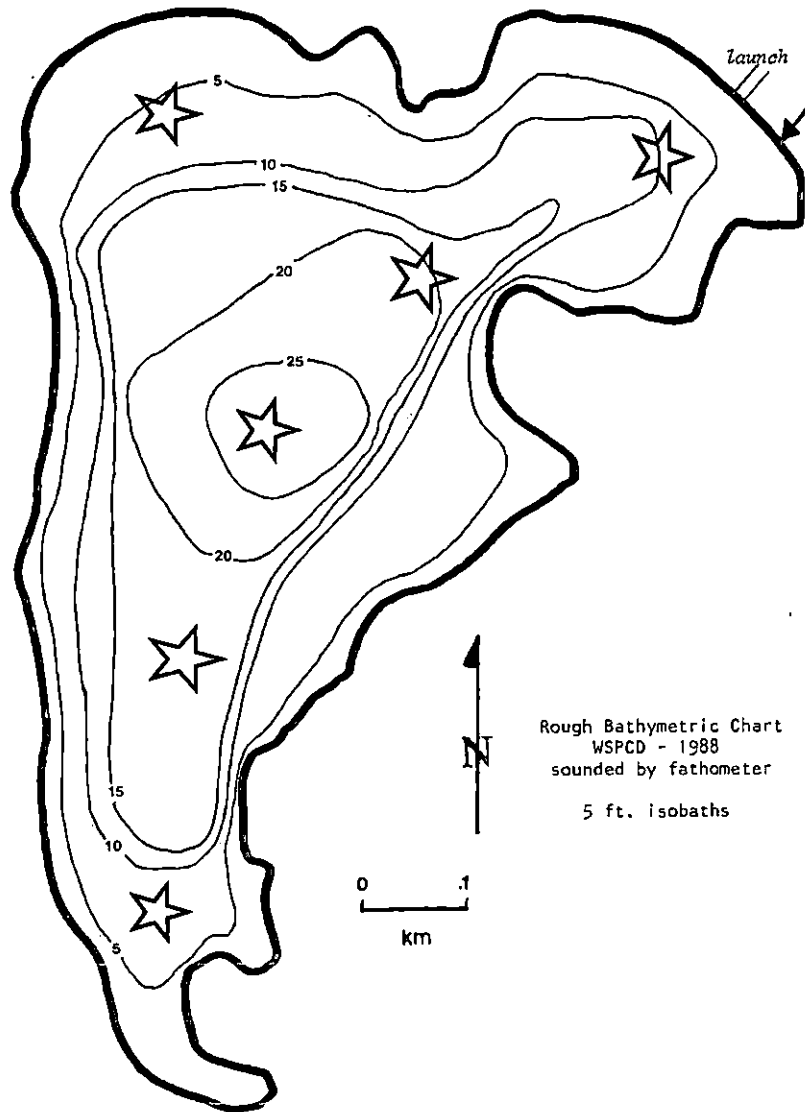 launch
5
10
15
20
25
20
15
10
5
N
Rough Bathymetric Chart
WSPCD - 1988
sounded by fathometer
5 ft. isobaths
0 .1
km